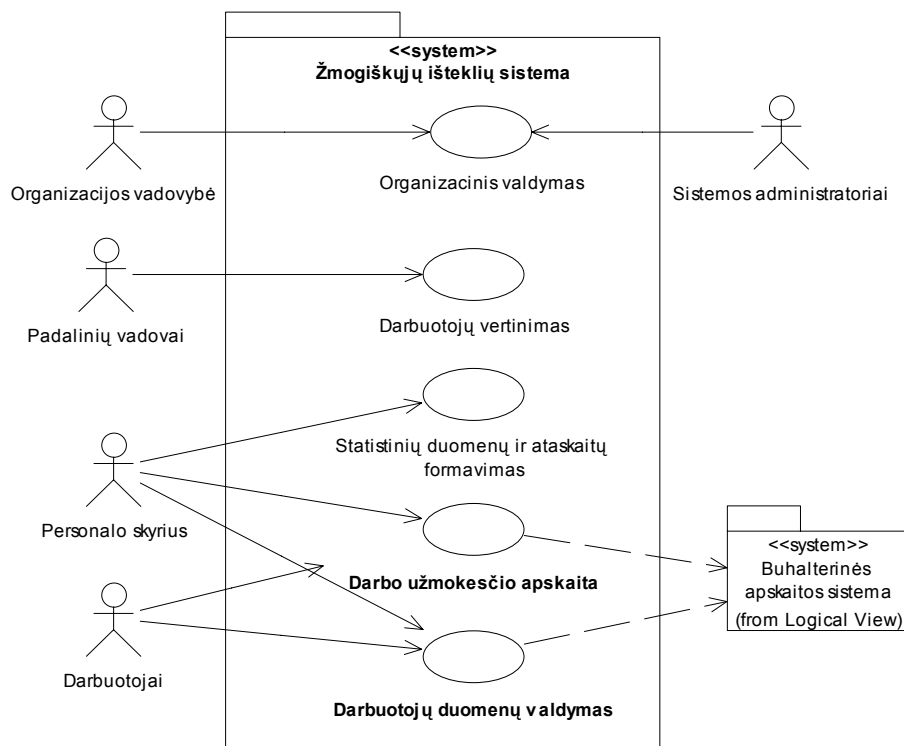 <<system>>
Žmogiškųjų išteklių sistema
Organizacijos vadovybė
Organizacinis valdymas
Sistemos administratoriai
Padalinių vadovai
Darbuotojų vertinimas
Statistinių duomenų ir ataskaitų
formavimas
Personalo skyrius
Darbo užmokesčio apskaita
<<system>>
Buhalterinės
apskaitos sistema
(from Logical View)
Darbuotojai
Darbuotojų duomenų valdymas